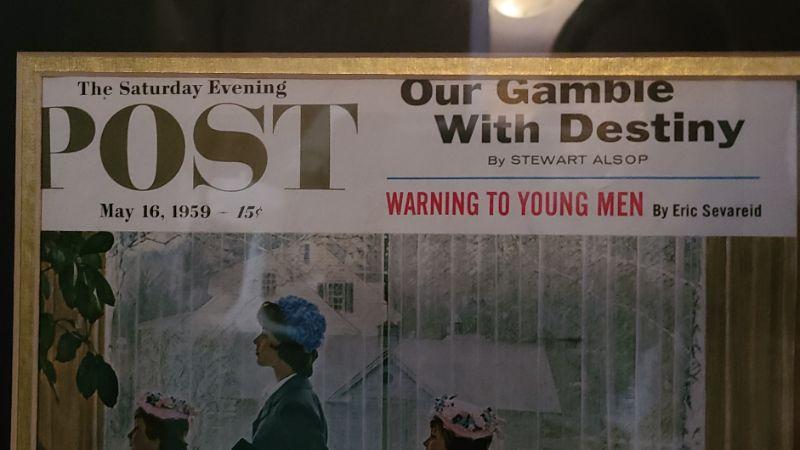 The Saturday Evening
POST
May 16, 1959 – 15¢
Our Gamble
With Destiny
By STEWART ALSOP
WARNING TO YOUNG MEN By Eric Sevareid